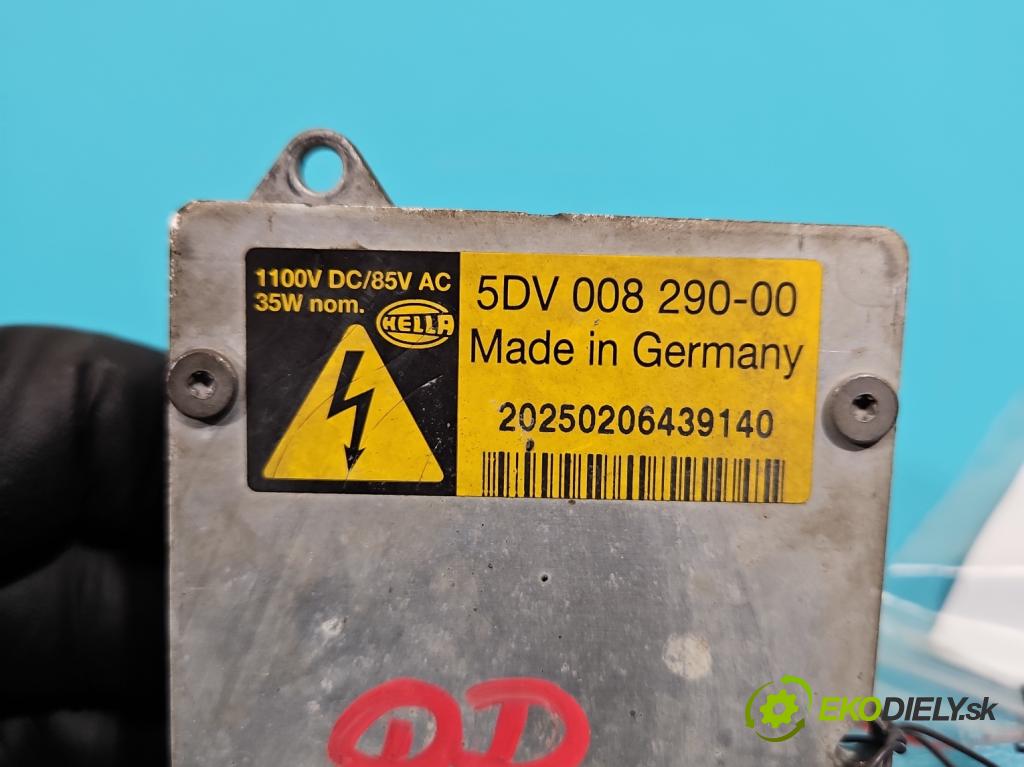 1100V DC/85V AC
35W nom.
HELLA
5DV 008 290-00
Made in Germany
20250206439140
EKODIELY.sk